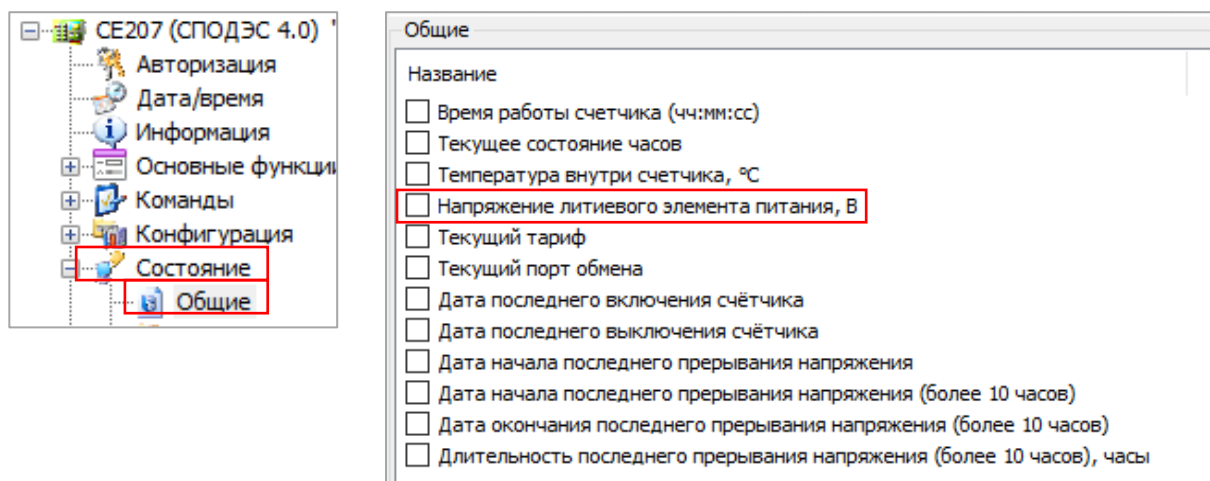 CE207 (СПОДЭС 4.0) "
Авторизация
Дата/время
Информация
Основные функции
Команды
Конфигурация
Состояние
Общие
Общие
Название
Время работы счетчика (чч:мм:сс)
Текущее состояние часов
Температура внутри счетчика, °C
Напряжение литиевого элемента питания, В
Текущий тариф
Текущий порт обмена
Дата последнего включения счётчика
Дата последнего выключения счётчика
Дата начала последнего прерывания напряжения
Дата начала последнего прерывания напряжения (более 10 часов)
Дата окончания последнего прерывания напряжения (более 10 часов)
Длительность последнего прерывания напряжения (более 10 часов), часы